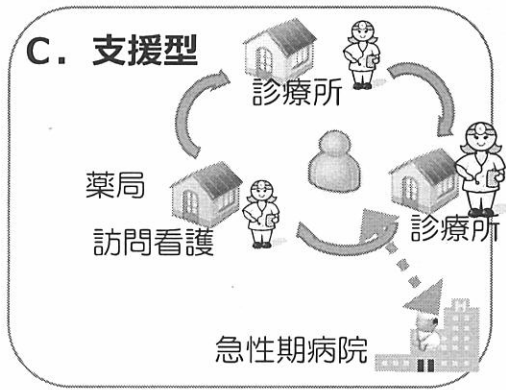 C. 支援型
診療所
薬局
訪問看護
診療所
急性期病院